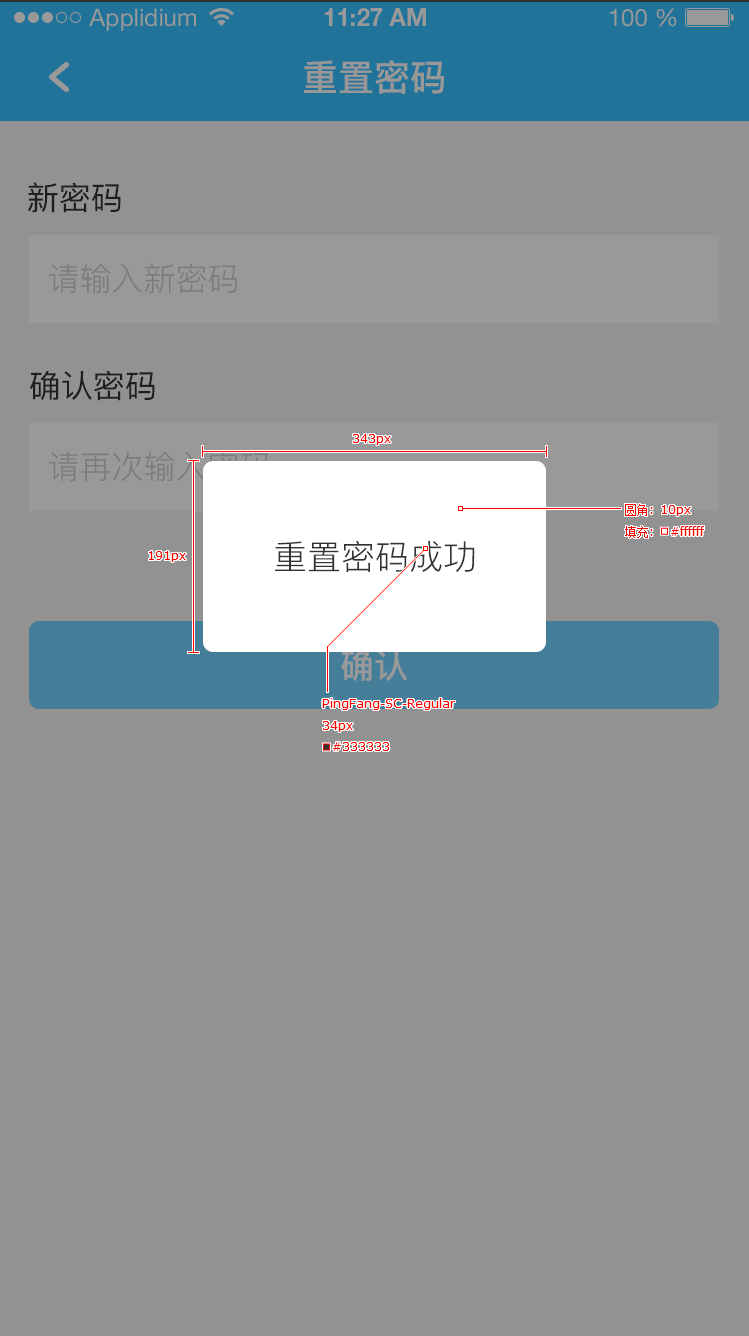 Applidium 11:27 AM 100 %
重置密码
新密码
请输入新密码
确认密码
343px
请再次输入密码
圆角：10px
填充：#ffffff
191px
重置密码成功
确认
PingFang-SC-Regular
34px
#333333